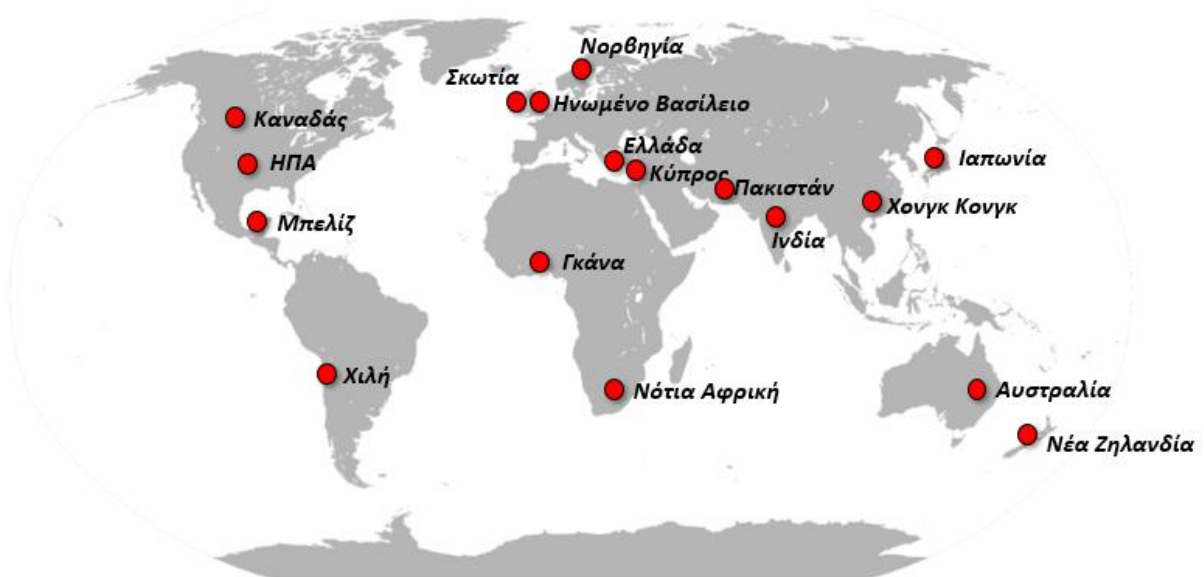 Νορβηγία
Σκωτία
Ηνωμένο Βασίλειο
Καναδάς
Ελλάδα
Ιαπωνία
ΗΠΑ
Κύπρος
Πακιστάν
Χονγκ Κονγκ
Μπελίζ
Ινδία
Γκάνα
Χιλή
Νότια Αφρική
Αυστραλία
Νέα Ζηλανδία